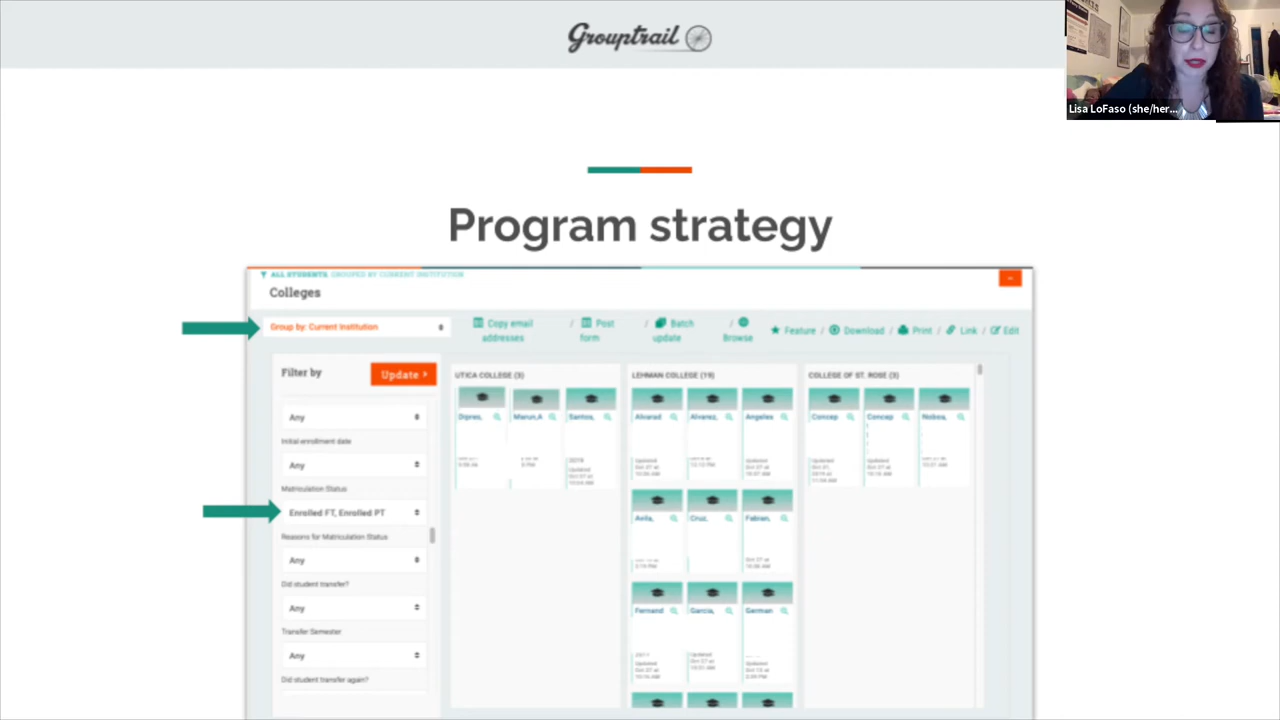 Grouptrail
Lisa LoFaso (she/her...
Program strategy
ALL STUDENTS GROUPED BY CURRENT INSTITUTION
Colleges
Group by: Current Institution
Copy email addresses / Post form / Batch update / Browse
Feature / Download / Print / Link / Edit
Filter by
Update
Any
Initial enrollment date
Any
Matriculation Status
Enrolled FT, Enrolled PT
Reasons for Matriculation Status
Any
Did student transfer?
Any
Transfer Semester
Any
Did student transfer again?
UTICA COLLEGE (3)
Dipres,
Santos,
LEHMAN COLLEGE (19)
Alvarad
Alvarez,
Angeles
Avila,
Cruz,
Fabien,
Fernand
Garcia,
German
COLLEGE OF ST. ROSE (3)
Concep
Concep
Noboa,